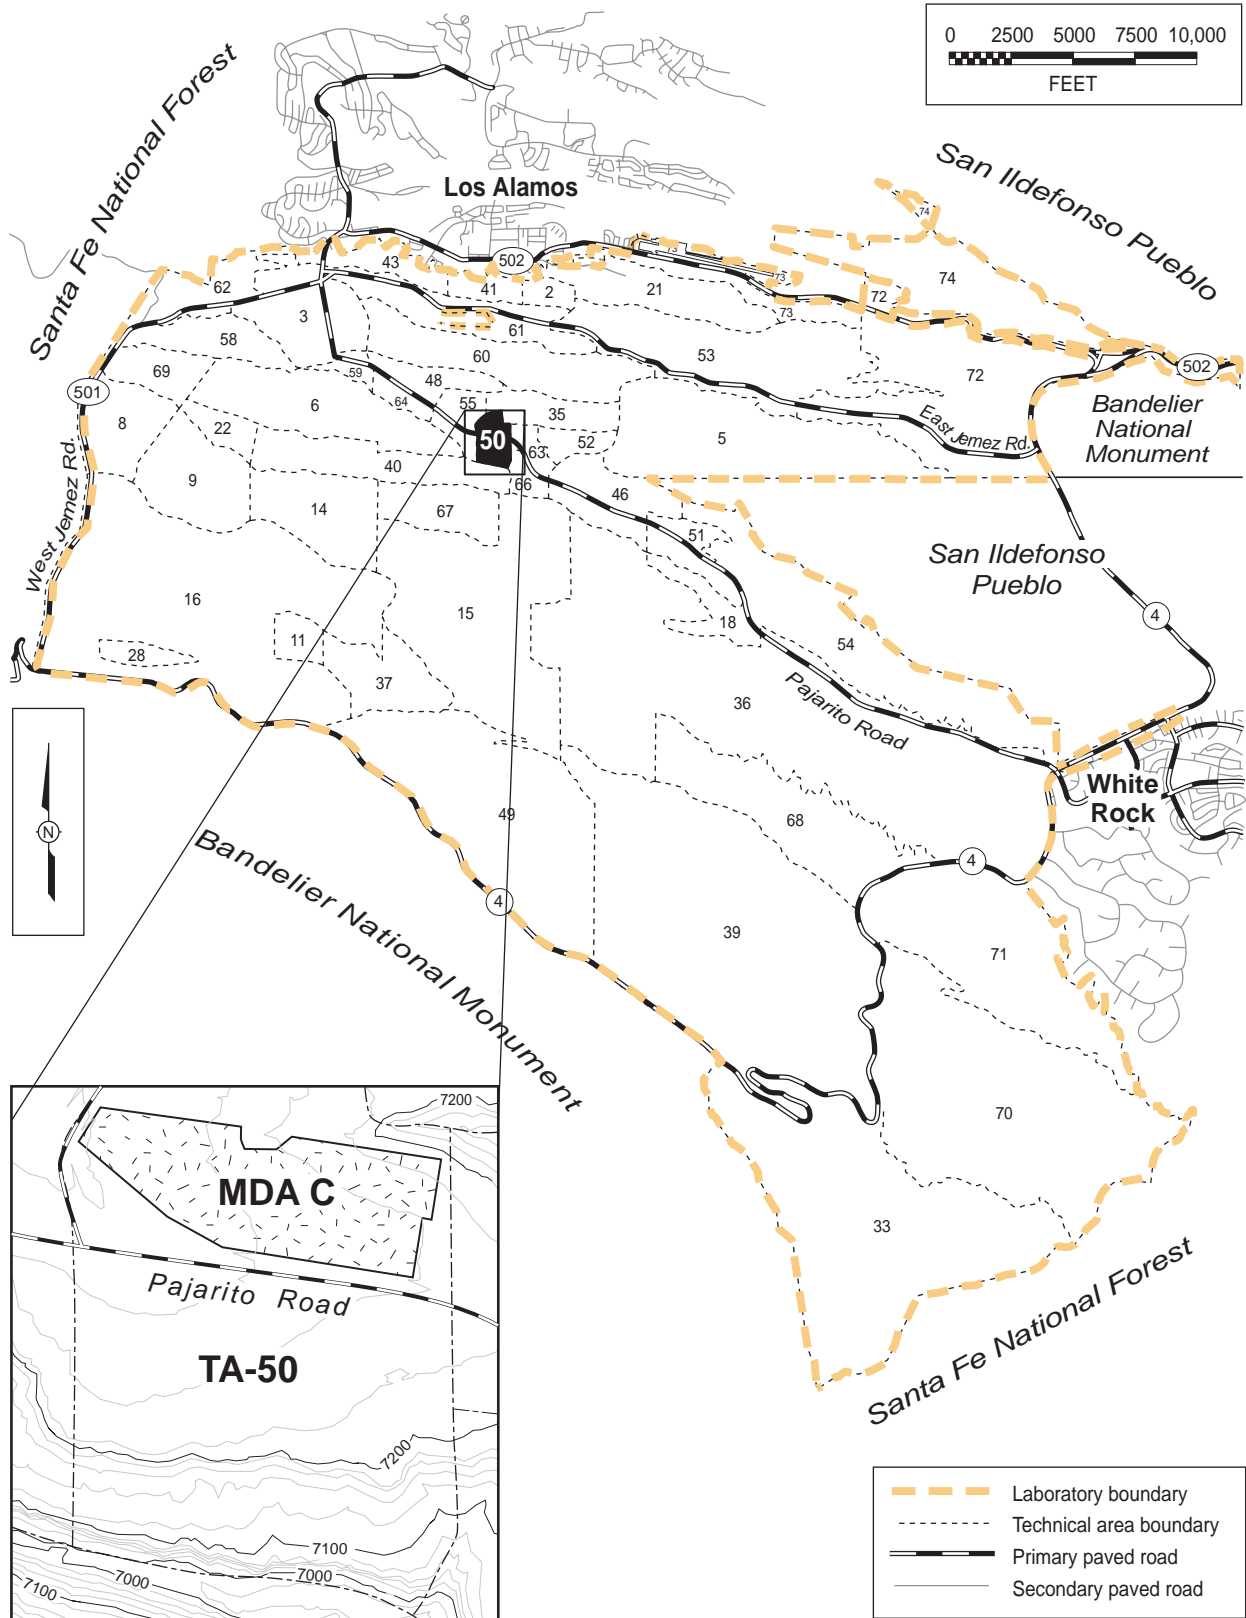 0 2500 5000 7500 10,000
FEET
Santa Fe National Forest
San Ildefonso
Pueblo
Los Alamos
74
502
73
43
62
41
2
21
73
73
72
74
3
61
58
60
53
72
502
69
59
48
501
64
55
35
6
8
22
50
52
5
East Jemez Rd.
Bandelier
National
Monument
63
40
9
66
46
14
67
51
West Jemez Rd.
San Ildefonso
Pueblo
16
15
4
11
18
54
28
37
36
Pajarito Road
N
White
Rock
49
68
Bandelier National Monument
4
4
39
71
70
33
Santa Fe National Forest
7200
MDA C
Pajarito Road
TA-50
7200
7100
7000
7000
7100
Laboratory boundary
Technical area boundary
Primary paved road
Secondary paved road